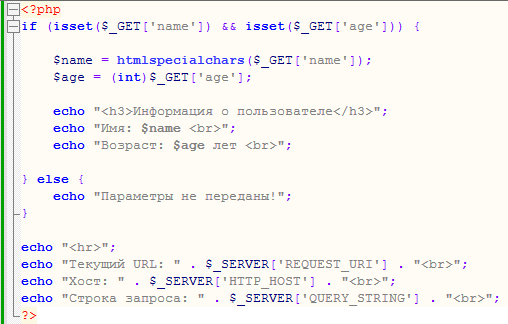 <?php
if (isset($_GET['name']) && isset($_GET['age'])) {
$name = htmlspecialchars($_GET['name']);
$age = (int)$_GET['age'];
echo "<h3>Информация о пользователе</h3>";
echo "Имя: $name <br>";
echo "Возраст: $age лет <br>";
} else {
echo "Параметры не переданы!";
}
echo "<hr>";
echo "Текущий URL: " . $_SERVER['REQUEST_URI'] . "<br>";
echo "Хост: " . $_SERVER['HTTP_HOST'] . "<br>";
echo "Строка запроса: " . $_SERVER['QUERY_STRING'] . "<br>";
?>